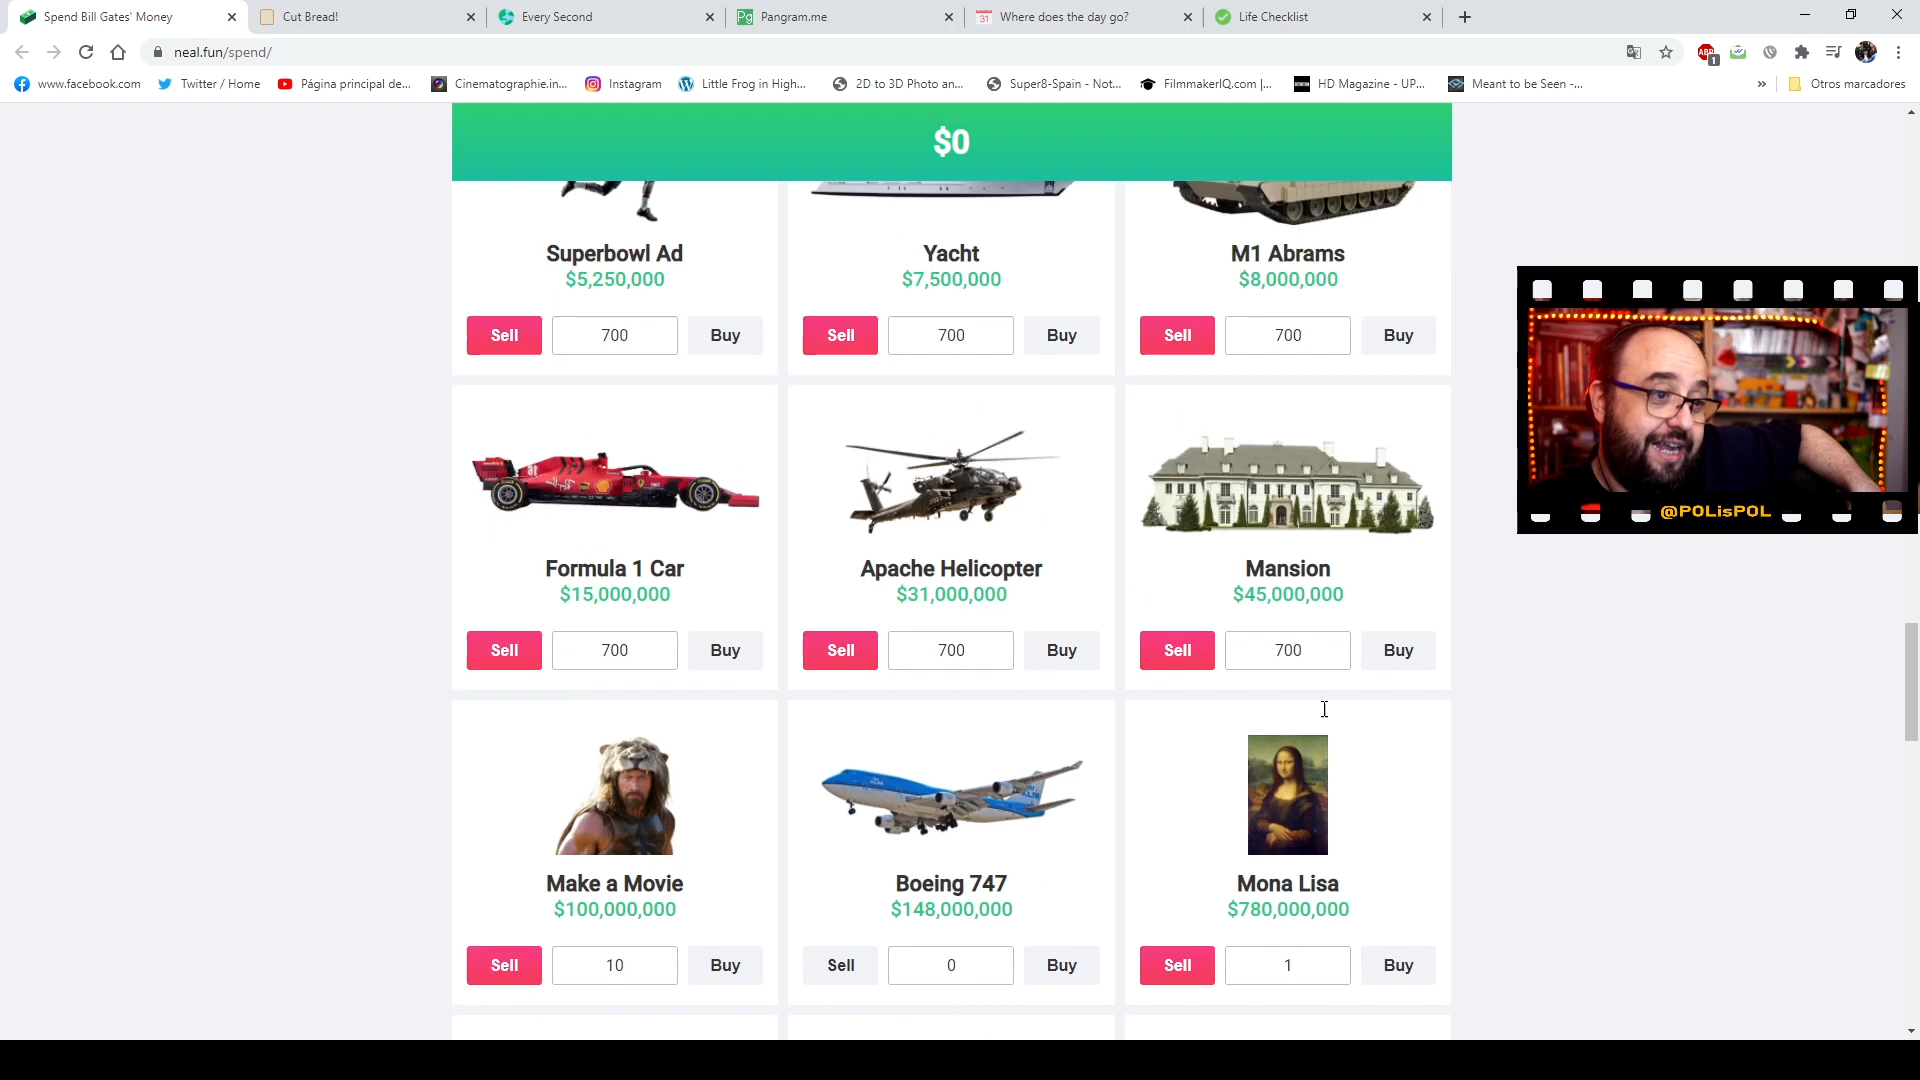 Spend Bill Gates' Money
Cut Bread!
Every Second
Pg Pangram.me
31 Where does the day go?
Life Checklist
neal.fun/spend/
ABP 1
www.facebook.com
Twitter / Home
Página principal de...
Cinematographie.in...
Instagram
Little Frog in High...
2D to 3D Photo an...
Super8-Spain - Not...
FilmmakerIQ.com |...
HD Magazine - UP...
Meant to be Seen -...
»
Otros marcadores
$0
Superbowl Ad
$5,250,000
Sell 700 Buy
Yacht
$7,500,000
Sell 700 Buy
M1 Abrams
$8,000,000
Sell 700 Buy
Formula 1 Car
$15,000,000
Sell 700 Buy
Apache Helicopter
$31,000,000
Sell 700 Buy
Mansion
$45,000,000
Sell 700 Buy
Make a Movie
$100,000,000
Sell 10 Buy
Boeing 747
$148,000,000
Sell 0 Buy
Mona Lisa
$780,000,000
Sell 1 Buy
@POLisPOL